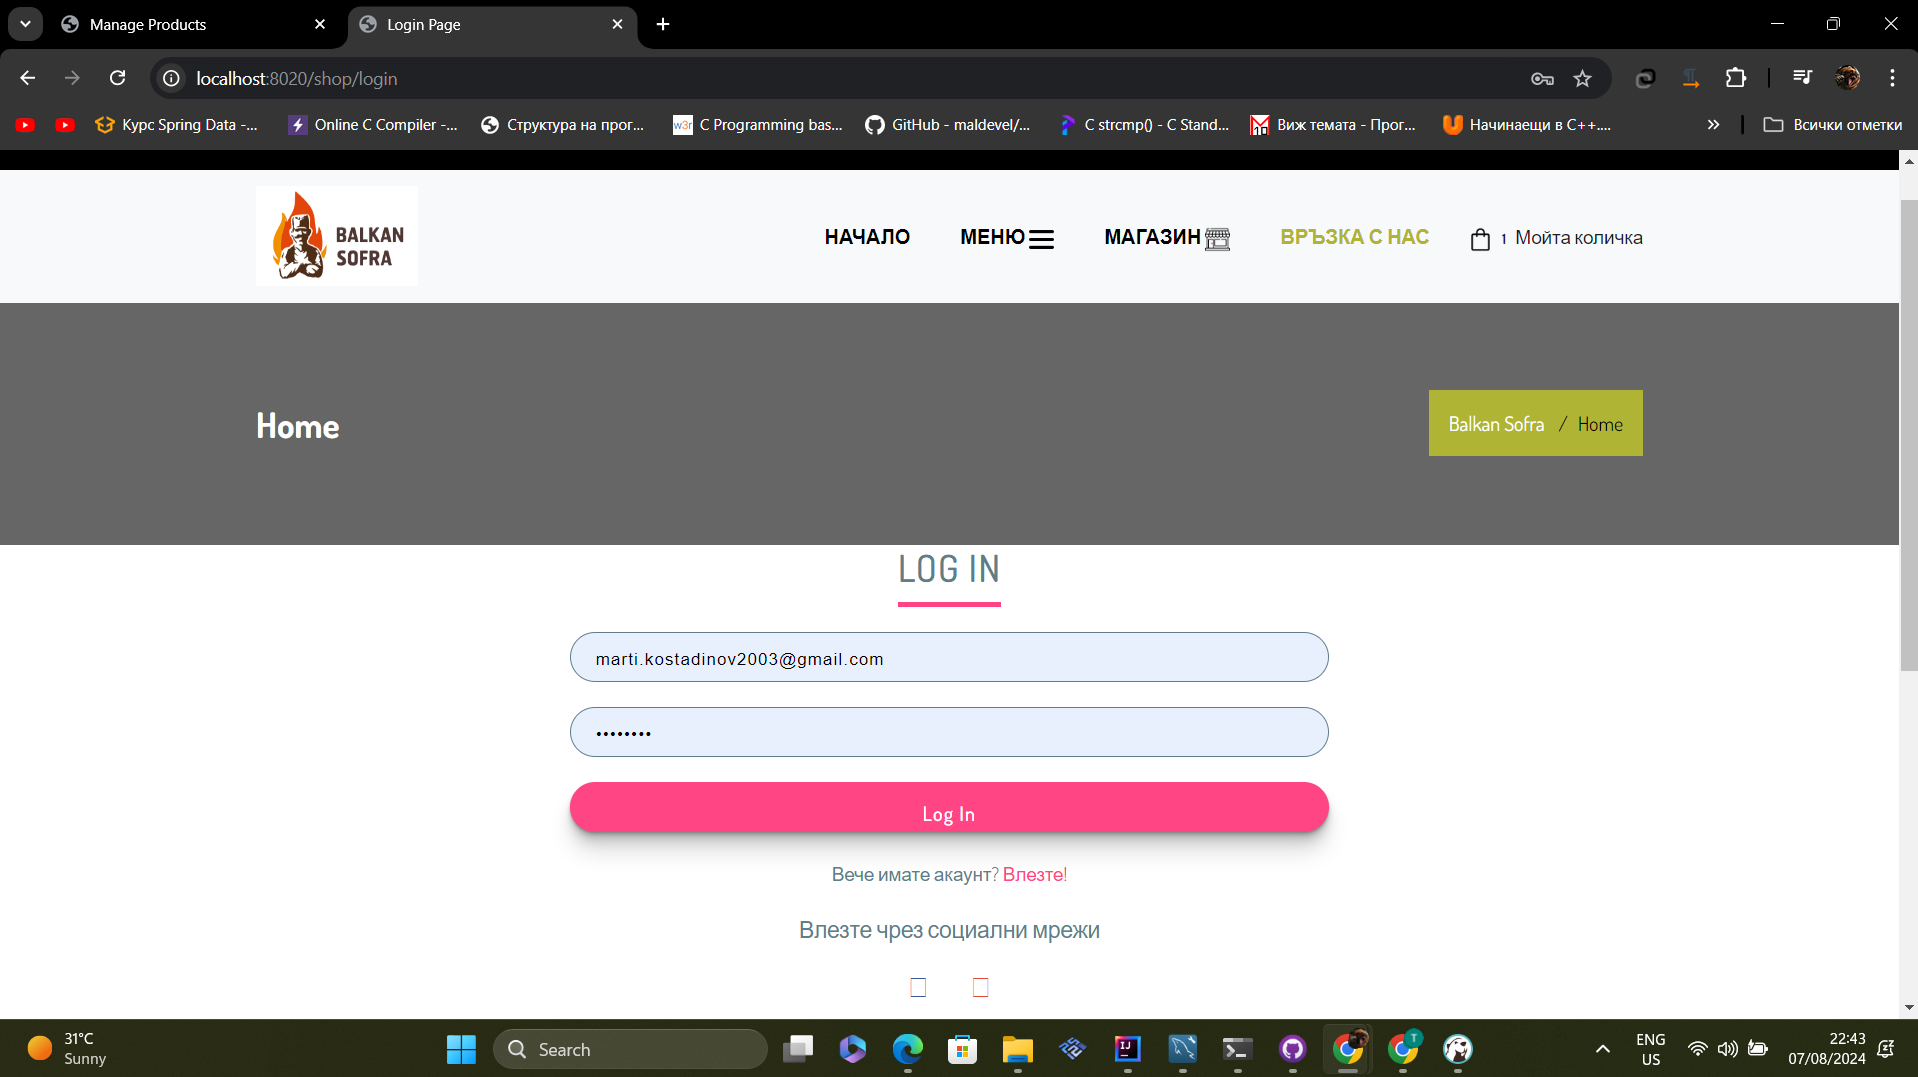 Manage Products
Login Page
localhost:8020/shop/login
Курс Spring Data -...
Online C Compiler -...
Структура на прог...
w3r
C Programming bas...
GitHub - maldevel/...
C strcmp() - C Stand...
Виж темата - Прог...
Начинаещи в C++....
Всички отметки
BALKAN
SOFRA
НАЧАЛО
МЕНЮ
МАГАЗИН
ВРЪЗКА С НАС
1 Мойта количка
Home
Balkan Sofra / Home
LOG IN
marti.kostadinov2003@gmail.com
••••••••
Log In
Вече имате акаунт? Влезте!
Влезте чрез социални мрежи
31°C
Sunny
Search
IJ
T
ENG
US
22:43
07/08/2024